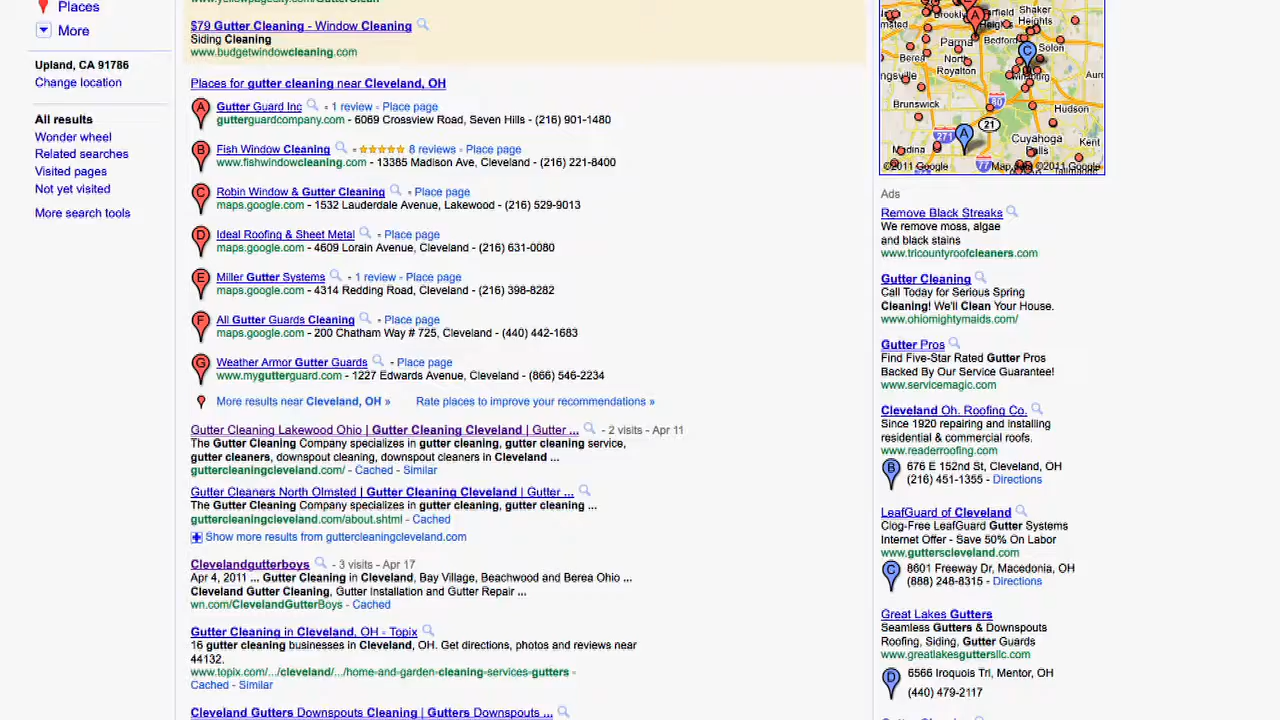 Places
More
Upland, CA 91786
Change location
All results
Wonder wheel
Related searches
Visited pages
Not yet visited
More search tools
$79 Gutter Cleaning - Window Cleaning
Siding Cleaning
www.budgetwindowcleaning.com
Places for gutter cleaning near Cleveland, OH
A Gutter Guard Inc - 1 review - Place page
gutterguardcompany.com - 6069 Crossview Road, Seven Hills - (216) 901-1480
B Fish Window Cleaning - 8 reviews - Place page
www.fishwindowcleaning.com - 13385 Madison Ave, Cleveland - (216) 221-8400
C Robin Window & Gutter Cleaning - Place page
maps.google.com - 1532 Lauderdale Avenue, Lakewood - (216) 529-9013
D Ideal Roofing & Sheet Metal - Place page
maps.google.com - 4609 Lorain Avenue, Cleveland - (216) 631-0080
E Miller Gutter Systems - 1 review - Place page
maps.google.com - 4314 Redding Road, Cleveland - (216) 398-8282
F All Gutter Guards Cleaning - Place page
maps.google.com - 200 Chatham Way # 725, Cleveland - (440) 442-1683
G Weather Armor Gutter Guards - Place page
www.mygutterguard.com - 1227 Edwards Avenue, Cleveland - (866) 546-2234
More results near Cleveland, OH » Rate places to improve your recommendations »
Gutter Cleaning Lakewood Ohio | Gutter Cleaning Cleveland | Gutter ... - 2 visits - Apr 11
The Gutter Cleaning Company specializes in gutter cleaning, gutter cleaning service,
gutter cleaners, downspout cleaning, downspout cleaners in Cleveland ...
guttercleaningcleveland.com/ - Cached - Similar
Gutter Cleaners North Olmsted | Gutter Cleaning Cleveland | Gutter ...
The Gutter Cleaning Company specializes in gutter cleaning, gutter cleaning ...
guttercleaningcleveland.com/about.shtml - Cached
Show more results from guttercleaningcleveland.com
Clevelandgutterboys - 3 visits - Apr 17
Apr 4, 2011 ... Gutter Cleaning in Cleveland, Bay Village, Beachwood and Berea Ohio ...
Cleveland Gutter Cleaning, Gutter Installation and Gutter Repair ...
wn.com/ClevelandGutterBoys - Cached
Gutter Cleaning in Cleveland, OH - Topix
16 gutter cleaning businesses in Cleveland, OH. Get directions, photos and reviews near
44132.
www.topix.com/.../cleveland/.../home-and-garden-cleaning-services-gutters -
Cached - Similar
Cleveland Gutters Downspouts Cleaning | Gutters Downspouts ...
Shaker
Heights
Parma
Bedford
Solon
Berea
North
Royalton
C
Brunswick
80
Hudson
A
21
271
Medina
Cuyahoga
Falls
Kent
77
©2011 Google
©2011 Google
Ads
Remove Black Streaks
We remove moss, algae
and black stains
www.tricountyroofcleaners.com
Gutter Cleaning
Call Today for Serious Spring
Cleaning! We'll Clean Your House.
www.ohiomightymaids.com/
Gutter Pros
Find Five-Star Rated Gutter Pros
Backed By Our Service Guarantee!
www.servicemagic.com
Cleveland Oh. Roofing Co.
Since 1920 repairing and installing
residential & commercial roofs.
www.readerroofing.com
B 676 E 152nd St, Cleveland, OH
(216) 451-1355 - Directions
LeafGuard of Cleveland
Clog-Free LeafGuard Gutter Systems
Internet Offer - Save 50% On Labor
www.gutterscleveland.com
C 8601 Freeway Dr, Macedonia, OH
(888) 248-8315 - Directions
Great Lakes Gutters
Seamless Gutters & Downspouts
Roofing, Siding, Gutter Guards
www.greatlakesguttersllc.com
D 6566 Iroquois Trl, Mentor, OH
(440) 479-2117